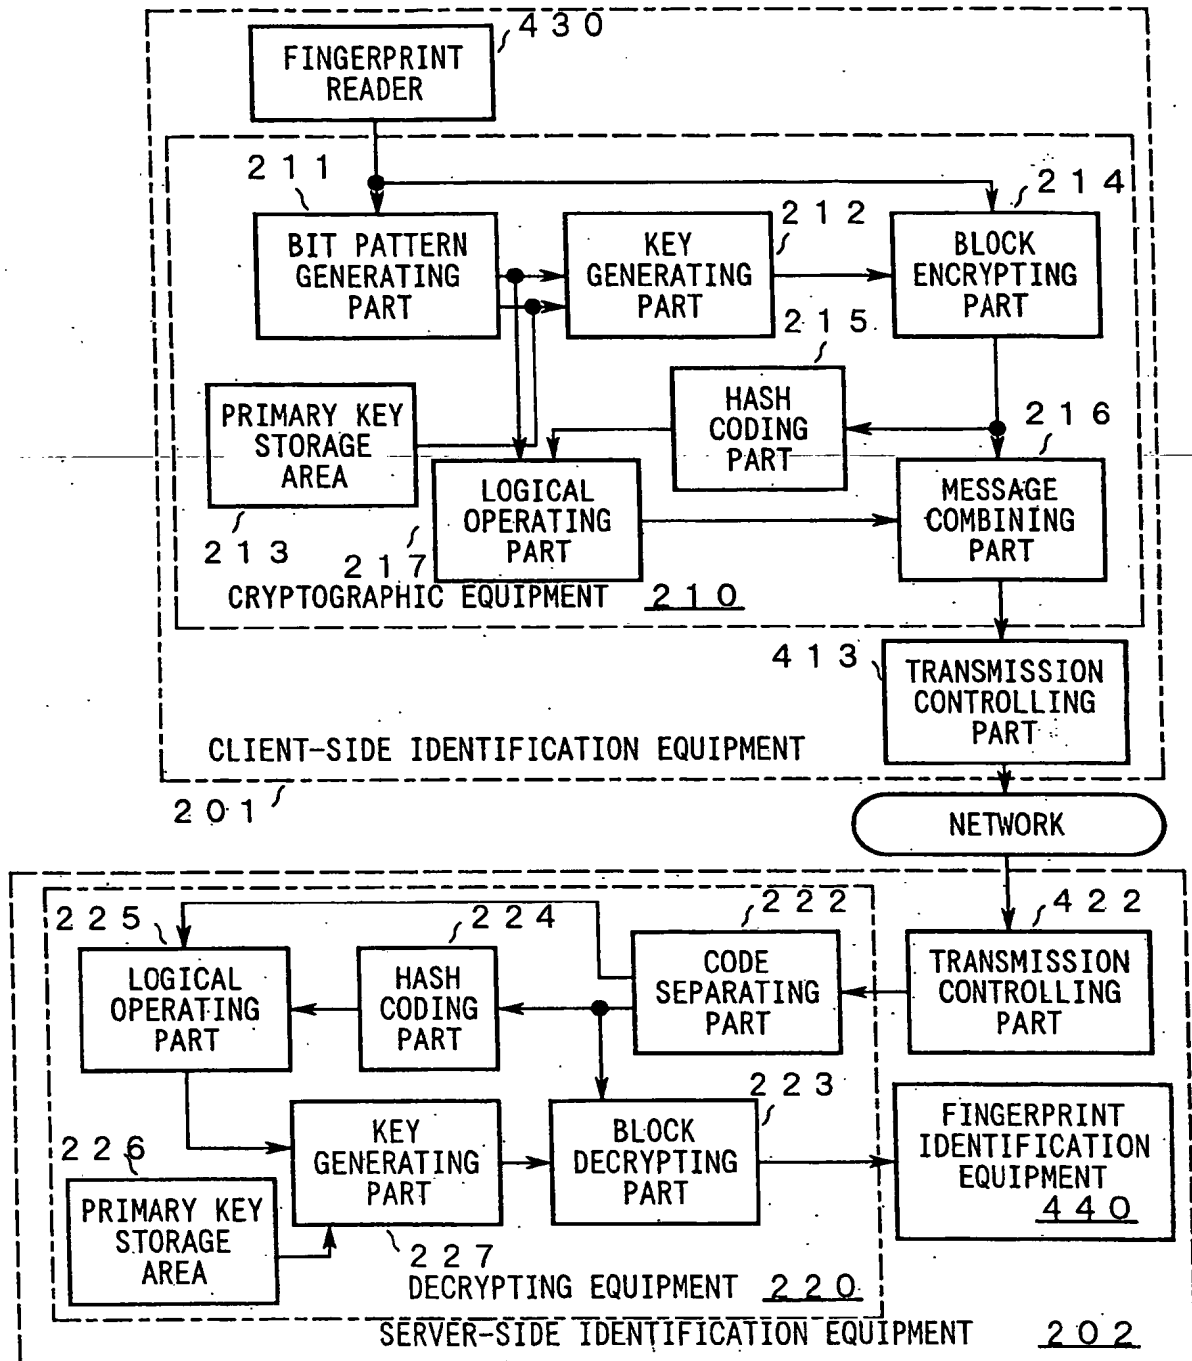 430
FINGERPRINT
READER
211
BIT PATTERN
GENERATING
PART
212
KEY
GENERATING
PART
214
BLOCK
ENCRYPTING
PART
215
HASH
CODING
PART
PRIMARY KEY
STORAGE
AREA
213
217
LOGICAL
OPERATING
PART
216
MESSAGE
COMBINING
PART
CRYPTOGRAPHIC EQUIPMENT 210
413
TRANSMISSION
CONTROLLING
PART
CLIENT-SIDE IDENTIFICATION EQUIPMENT
201
NETWORK
225
LOGICAL
OPERATING
PART
224
HASH
CODING
PART
222
CODE
SEPARATING
PART
422
TRANSMISSION
CONTROLLING
PART
226
PRIMARY KEY
STORAGE
AREA
KEY
GENERATING
PART
227
223
BLOCK
DECRYPTING
PART
FINGERPRINT
IDENTIFICATION
EQUIPMENT
440
DECRYPTING EQUIPMENT 220
SERVER-SIDE IDENTIFICATION EQUIPMENT 202